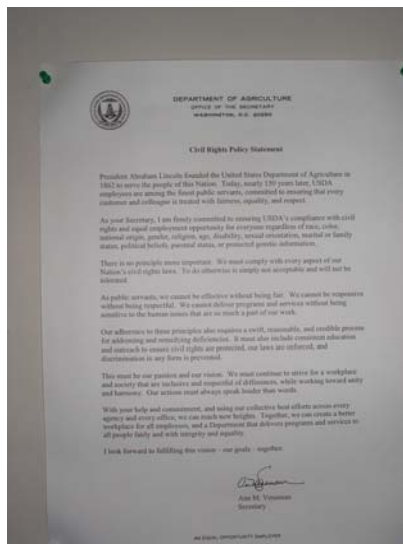 DEPARTMENT OF AGRICULTURE
OFFICE OF THE SECRETARY
WASHINGTON, D.C. 20250
Civil Rights Policy Statement
President Abraham Lincoln founded the United States Department of Agriculture in
1862 to serve the people of this Nation. Today, nearly 150 years later, USDA
employees are among the finest public servants, committed to ensuring that every
customer and colleague is treated with fairness, equality, and respect.
As your Secretary, I am firmly committed to ensuring USDA's compliance with civil
rights and equal employment opportunity for everyone regardless of race, color,
national origin, gender, religion, age, disability, sexual orientation, marital or family
status, political beliefs, parental status, or protected genetic information.
There is no principle more important. We must comply with every aspect of our
Nation's civil rights laws. To do otherwise is simply not acceptable and will not be
tolerated.
As public servants, we cannot be effective without being fair. We cannot be responsive
without being respectful. We cannot deliver programs and services without being
sensitive to the human issues that are so much a part of our work.
Our adherence to these principles also requires a swift, reasonable, and credible process
for addressing and remedying deficiencies. It must also include consistent education
and outreach to ensure civil rights are protected, our laws are enforced, and
discrimination in any form is prevented.
This must be our passion and our vision. We must continue to strive for a workplace
and society that are inclusive and respectful of differences, while working toward unity
and harmony. Our actions must always speak louder than words.
With your help and commitment, and using our collective best efforts across every
agency and every office, we can reach new heights. Together, we can create a better
workplace for all employees, and a Department that delivers programs and services to
all people fairly and with integrity and equality.
I look forward to fulfilling this vision - our goals - together.
Ann M. Veneman
Secretary
AN EQUAL OPPORTUNITY EMPLOYER